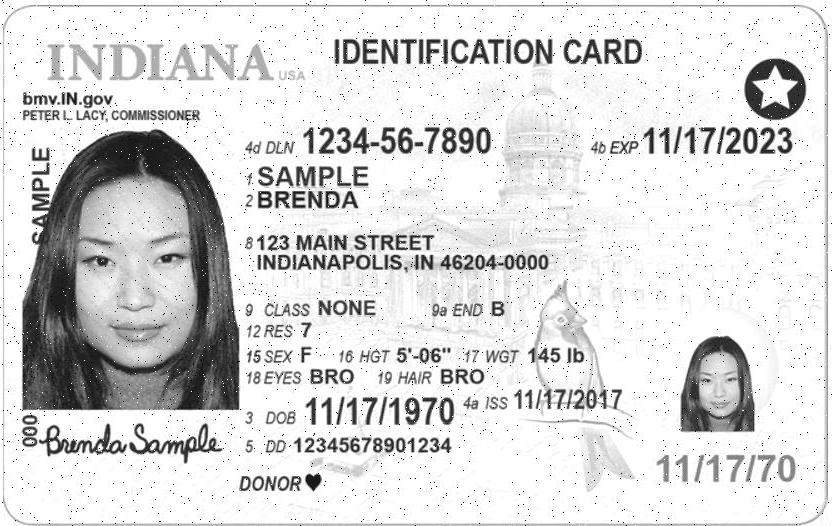 INDIANA USA
IDENTIFICATION CARD
bmv.IN.gov
PETER L. LACY, COMMISSIONER
SAMPLE
4d DLN 1234-56-7890
4b EXP 11/17/2023
1 SAMPLE
2 BRENDA
8 123 MAIN STREET
INDIANAPOLIS, IN 46204-0000
9 CLASS NONE 9a END B
12 RES 7
15 SEX F 16 HGT 5'-06" 17 WGT 145 lb
18 EYES BRO 19 HAIR BRO
3 DOB 11/17/1970 4a ISS 11/17/2017
000
Brenda Sample
5 DD 12345678901234
11/17/70
DONOR